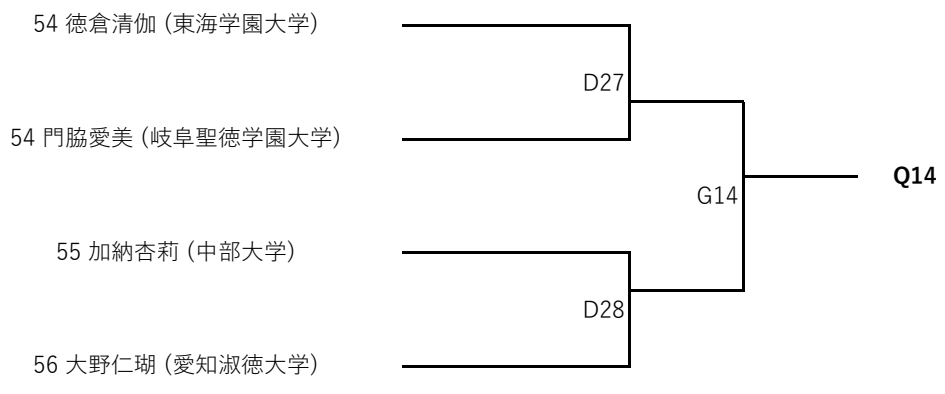 54 徳倉清伽 (東海学園大学)
D27
54 門脇愛美 (岐阜聖徳学園大学)
Q14
G14
55 加納杏莉 (中部大学)
D28
56 大野仁瑚 (愛知淑徳大学)